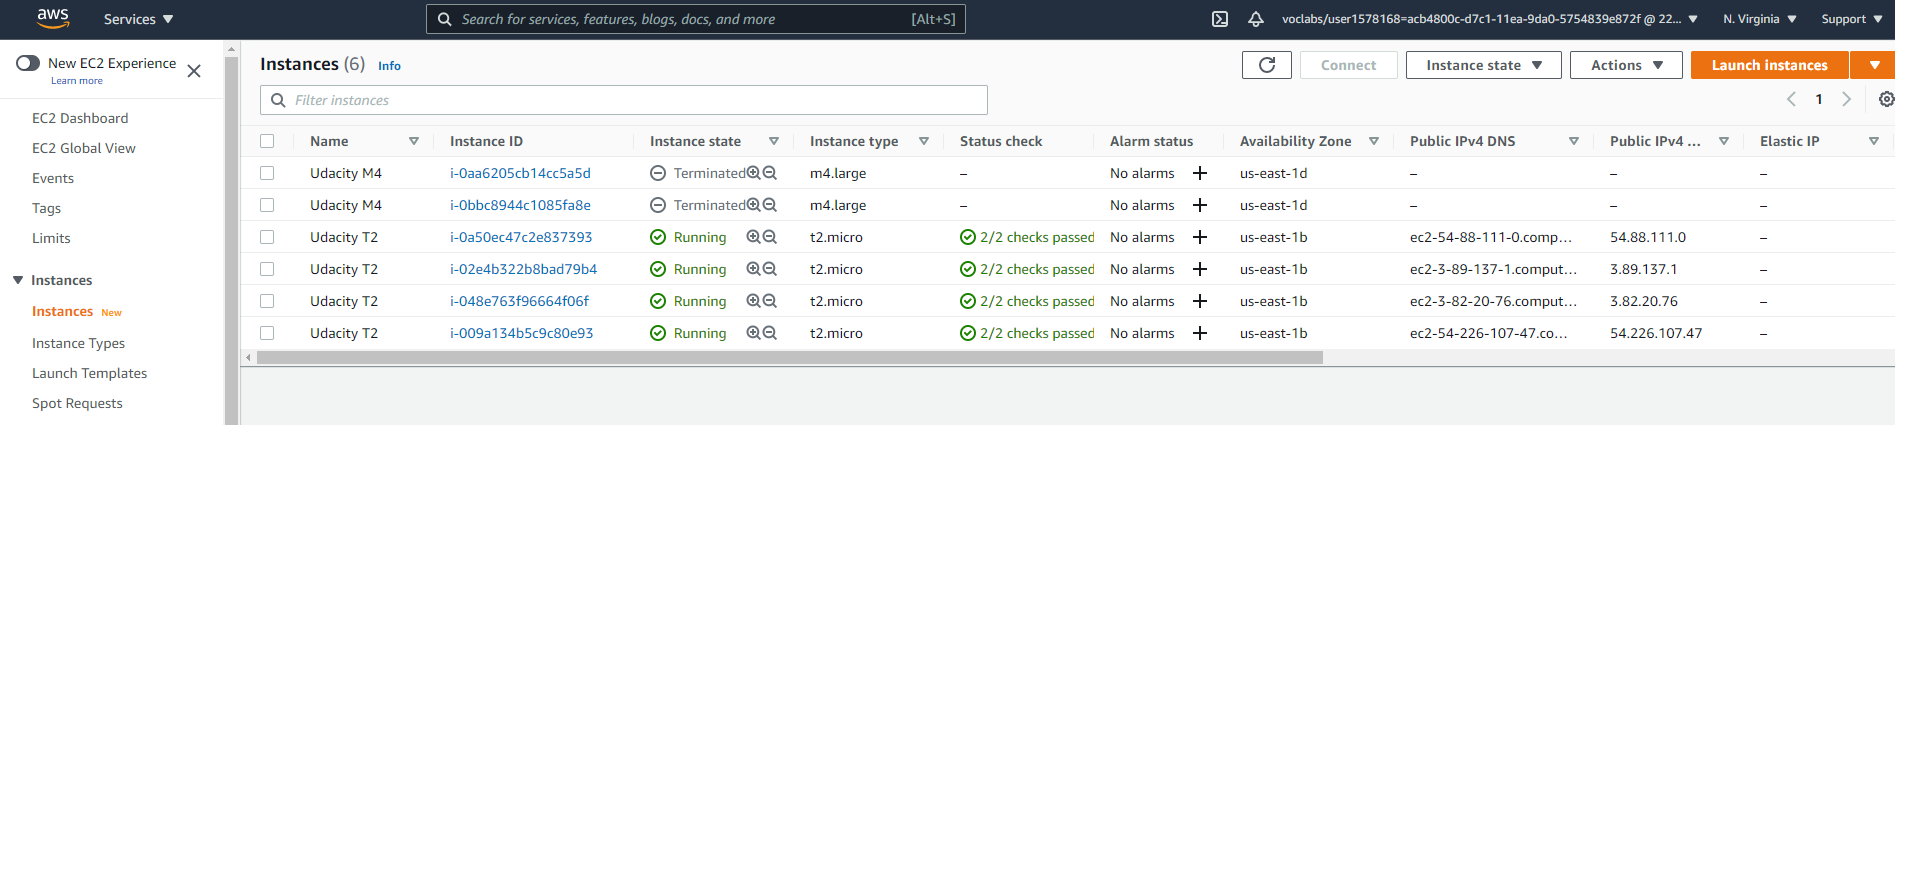 aws Services Search for services, features, blogs, docs, and more [Alt+S] voclabs/user1578168=acb4800c-d7c1-11ea-9da0-5754839e872f @ 22... N. Virginia Support
New EC2 Experience
Learn more
EC2 Dashboard
EC2 Global View
Events
Tags
Limits
Instances
Instances New
Instance Types
Launch Templates
Spot Requests
Instances (6) Info Connect Instance state Actions Launch instances
Filter instances 1
Name Instance ID Instance state Instance type Status check Alarm status Availability Zone Public IPv4 DNS Public IPv4 ... Elastic IP
Udacity M4 i-0aa6205cb14cc5a5d Terminated m4.large – No alarms us-east-1d – – –
Udacity M4 i-0bbc8944c1085fa8e Terminated m4.large – No alarms us-east-1d – – –
Udacity T2 i-0a50ec47c2e837393 Running t2.micro 2/2 checks passed No alarms us-east-1b ec2-54-88-111-0.comp... 54.88.111.0 –
Udacity T2 i-02e4b322b8bad79b4 Running t2.micro 2/2 checks passed No alarms us-east-1b ec2-3-89-137-1.comput... 3.89.137.1 –
Udacity T2 i-048e763f96664f06f Running t2.micro 2/2 checks passed No alarms us-east-1b ec2-3-82-20-76.comput... 3.82.20.76 –
Udacity T2 i-009a134b5c9c80e93 Running t2.micro 2/2 checks passed No alarms us-east-1b ec2-54-226-107-47.co... 54.226.107.47 –